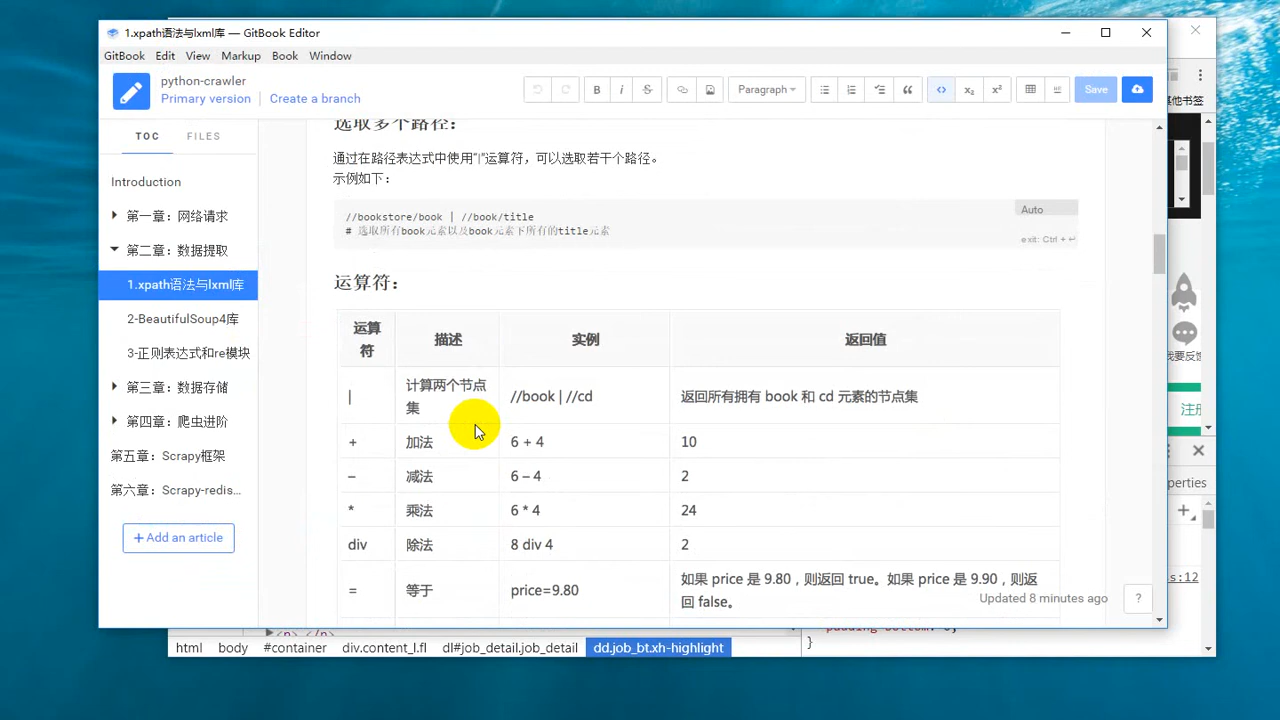 1.xpath语法与lxml库 — GitBook Editor
GitBook Edit View Markup Book Window
python-crawler
Primary version Create a branch
B i S Paragraph x₂ x² Save
TOC FILES
Introduction
第一章：网络请求
第二章：数据提取
1.xpath语法与lxml库
2-BeautifulSoup4库
3-正则表达式和re模块
第三章：数据存储
第四章：爬虫进阶
第五章：Scrapy框架
第六章：Scrapy-redis...
+ Add an article
选取多个路径：
通过在路径表达式中使用“|”运算符，可以选取若干个路径。
示例如下：
//bookstore/book | //book/title
# 选取所有book元素以及book元素下所有的title元素
Auto
exit: Ctrl + ↵
运算符：
运算符 描述 实例 返回值
| 计算两个节点集 //book | //cd 返回所有拥有 book 和 cd 元素的节点集
+ 加法 6 + 4 10
– 减法 6 – 4 2
* 乘法 6 * 4 24
div 除法 8 div 4 2
= 等于 price=9.80 如果 price 是 9.80，则返回 true。如果 price 是 9.90，则返
回 false。
Updated 8 minutes ago
?
其他书签
我要反馈
注册
perties
s:12
}
html body #container div.content_l.fl dl#job_detail.job_detail dd.job_bt.xh-highlight